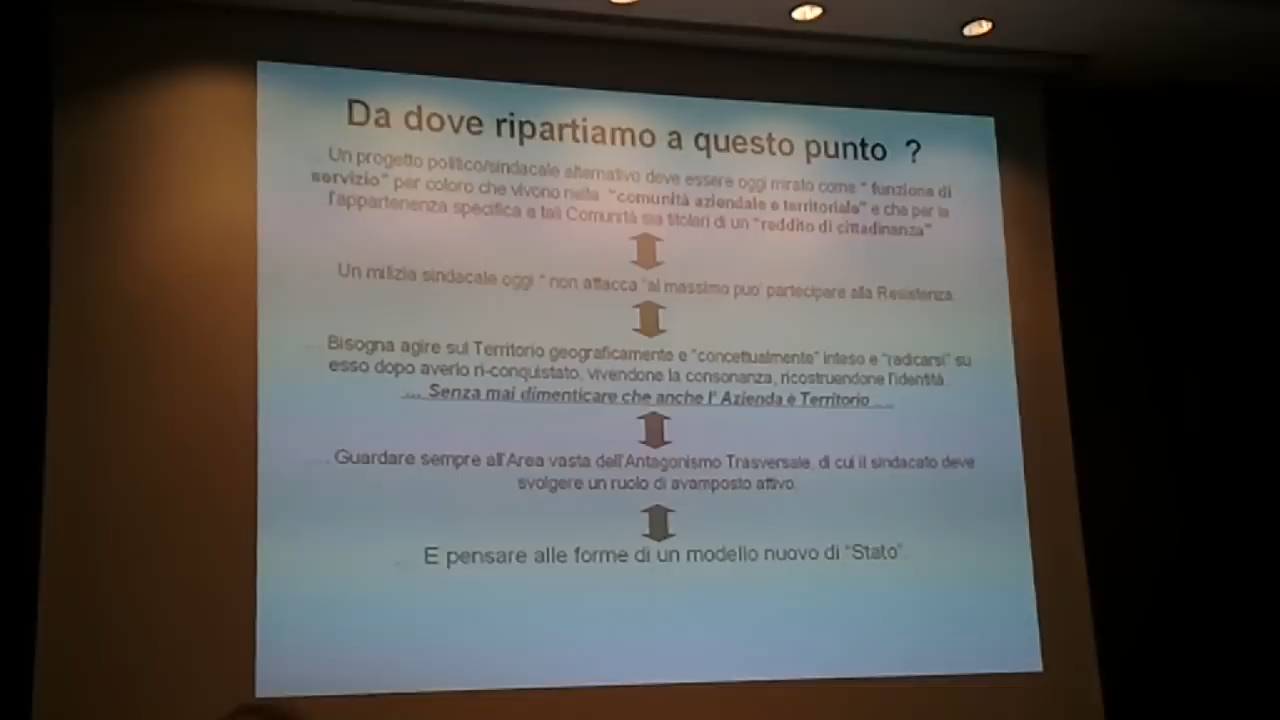 Da dove ripartiamo a questo punto ?
Un progetto politico/sindacale alternativo deve essere oggi mirato come " funzione di
servizio" per coloro che vivono nella "comunità aziendale e territoriale" e che per la
l'appartenenza specifica a tali Comunità sia titolari di un "reddito di cittadinanza"
Un milizia sindacale oggi " non attacca "al massimo puo' partecipare alla Resistenza
Bisogna agire sul Territorio geograficamente e "concettualmente" inteso e "radicarsi" su
esso dopo averlo ri-conquistato, vivendone la consonanza, ricostruendone l'identità.
... Senza mai dimenticare che anche l' Azienda è Territorio ....
Guardare sempre all'Area vasta dell'Antagonismo Trasversale, di cui il sindacato deve
svolgere un ruolo di avamposto attivo.
E pensare alle forme di un modello nuovo di "Stato"